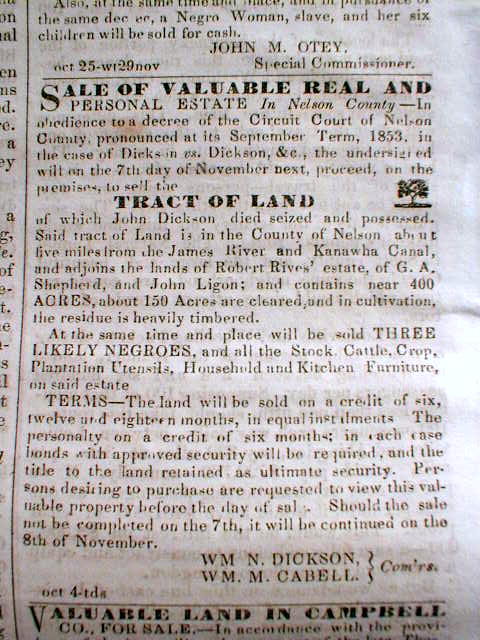 Also, at the same time and place, and in pursuance of
the same dec ee, a Negro Woman, slave, and her six
children will be sold for cash.
JOHN M. OTEY,
oct 25-wt29nov Special Commissioner.
SALE OF VALUABLE REAL AND
PERSONAL ESTATE In Nelson County—In
obedience to a decree of the Circuit Court of Nelson
County, pronounced at its September Term, 1853, in
the case of Dickson vs. Dickson, &c., the undersigned
will on the 7th day of November next, proceed, on the
premises, to sell the
TRACT OF LAND
of which John Dickson died seized and possessed.
Said tract of Land is in the County of Nelson about
five miles from the James River and Kanawha Canal,
and adjoins the lands of Robert Rives' estate, of G. A.
Shepherd, and John Ligon; and contains near 400
ACRES, about 150 Acres are cleared and in cultivation,
the residue is heavily timbered.
At the same time and place will be sold THREE
LIKELY NEGROES, and all the Stock, Cattle, Crop,
Plantation Utensils, Household and Kitchen Furniture,
on said estate
TERMS—The land will be sold on a credit of six,
twelve and eighteen months, in equal instalments The
personalty on a credit of six months; in each case
bonds with approved security will be required, and the
title to the land retained as ultimate security. Per-
sons desiring to purchase are requested to view this val-
uable property before the day of sal . Should the sale
not be completed on the 7th, it will be continued on the
8th of November.
WM N. DICKSON,
WM. M. CABELL. } Com'rs.
oct 4-tds
VALUABLE LAND IN CAMPBELL
CO., FOR SALE.—In accordance with the provi-